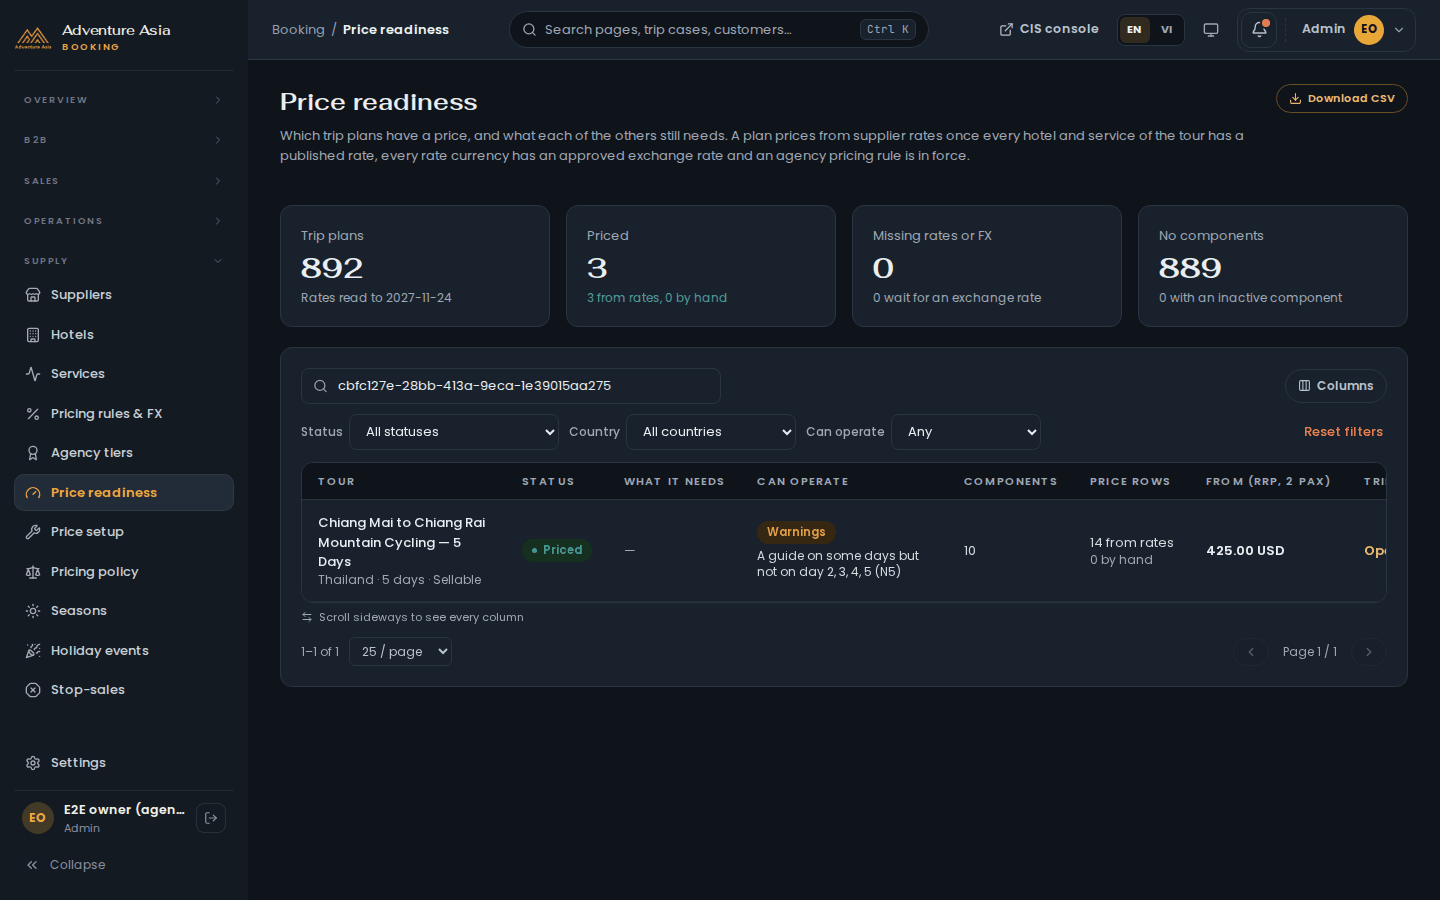 Adventure Asia
BOOKING
Adventure Asia
OVERVIEW
B2B
SALES
OPERATIONS
SUPPLY
Suppliers
Hotels
Services
Pricing rules & FX
Agency tiers
Price readiness
Price setup
Pricing policy
Seasons
Holiday events
Stop-sales
Settings
EO
E2E owner (agen...
Admin
Collapse
Booking / Price readiness
Search pages, trip cases, customers...
Ctrl K
CIS console
EN
VI
Admin
EO
Price readiness
Download CSV
Which trip plans have a price, and what each of the others still needs. A plan prices from supplier rates once every hotel and service of the tour has a
published rate, every rate currency has an approved exchange rate and an agency pricing rule is in force.
Trip plans
892
Rates read to 2027-11-24
Priced
3
3 from rates, 0 by hand
Missing rates or FX
0
0 wait for an exchange rate
No components
889
0 with an inactive component
cbfc127e-28bb-413a-9eca-1e39015aa275
Columns
Status
All statuses
Country
All countries
Can operate
Any
Reset filters
TOUR
STATUS
WHAT IT NEEDS
CAN OPERATE
COMPONENTS
PRICE ROWS
FROM (RRP, 2 PAX)
TRI
Chiang Mai to Chiang Rai
Mountain Cycling — 5
Days
Thailand · 5 days · Sellable
Priced
—
Warnings
A guide on some days but
not on day 2, 3, 4, 5 (N5)
10
14 from rates
0 by hand
425.00 USD
Ope
Scroll sideways to see every column
1–1 of 1
25 / page
Page 1 / 1